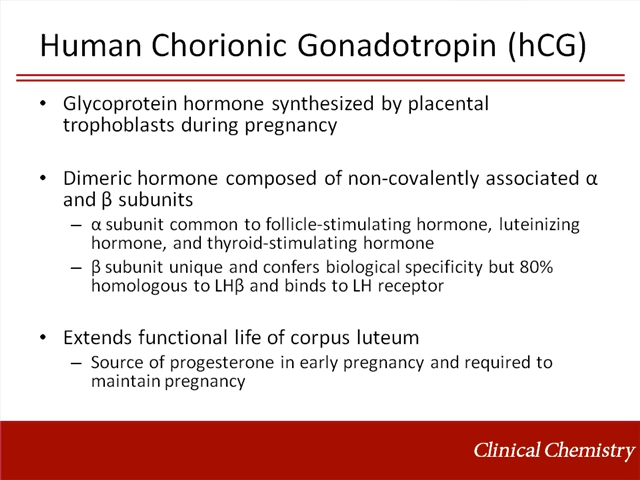 Human Chorionic Gonadotropin (hCG)
• Glycoprotein hormone synthesized by placental
trophoblasts during pregnancy
• Dimeric hormone composed of non-covalently associated α
and β subunits
– α subunit common to follicle-stimulating hormone, luteinizing
hormone, and thyroid-stimulating hormone
– β subunit unique and confers biological specificity but 80%
homologous to LHβ and binds to LH receptor
• Extends functional life of corpus luteum
– Source of progesterone in early pregnancy and required to
maintain pregnancy
Clinical Chemistry